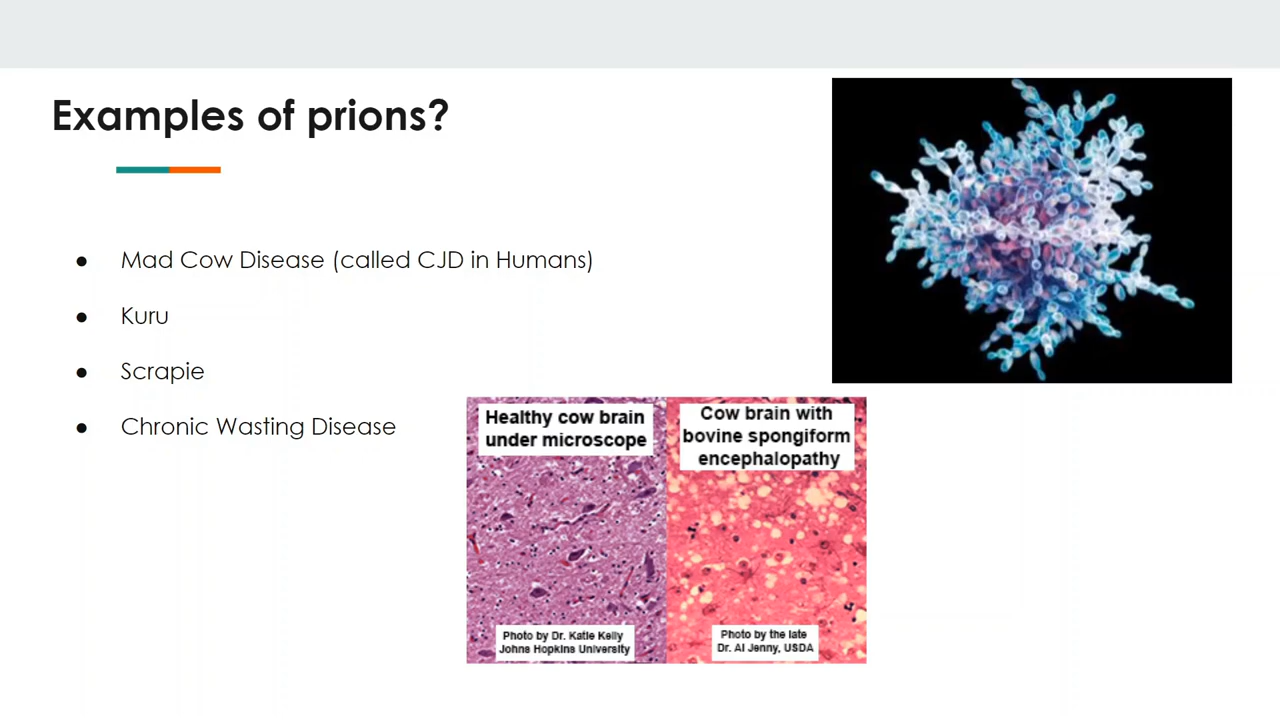 Examples of prions?
● Mad Cow Disease (called CJD in Humans)
● Kuru
● Scrapie
● Chronic Wasting Disease
Healthy cow brain
under microscope
Photo by Dr. Katie Kelly
Johns Hopkins University
Cow brain with
bovine spongiform
encephalopathy
Photo by the late
Dr. Al Jenny, USDA